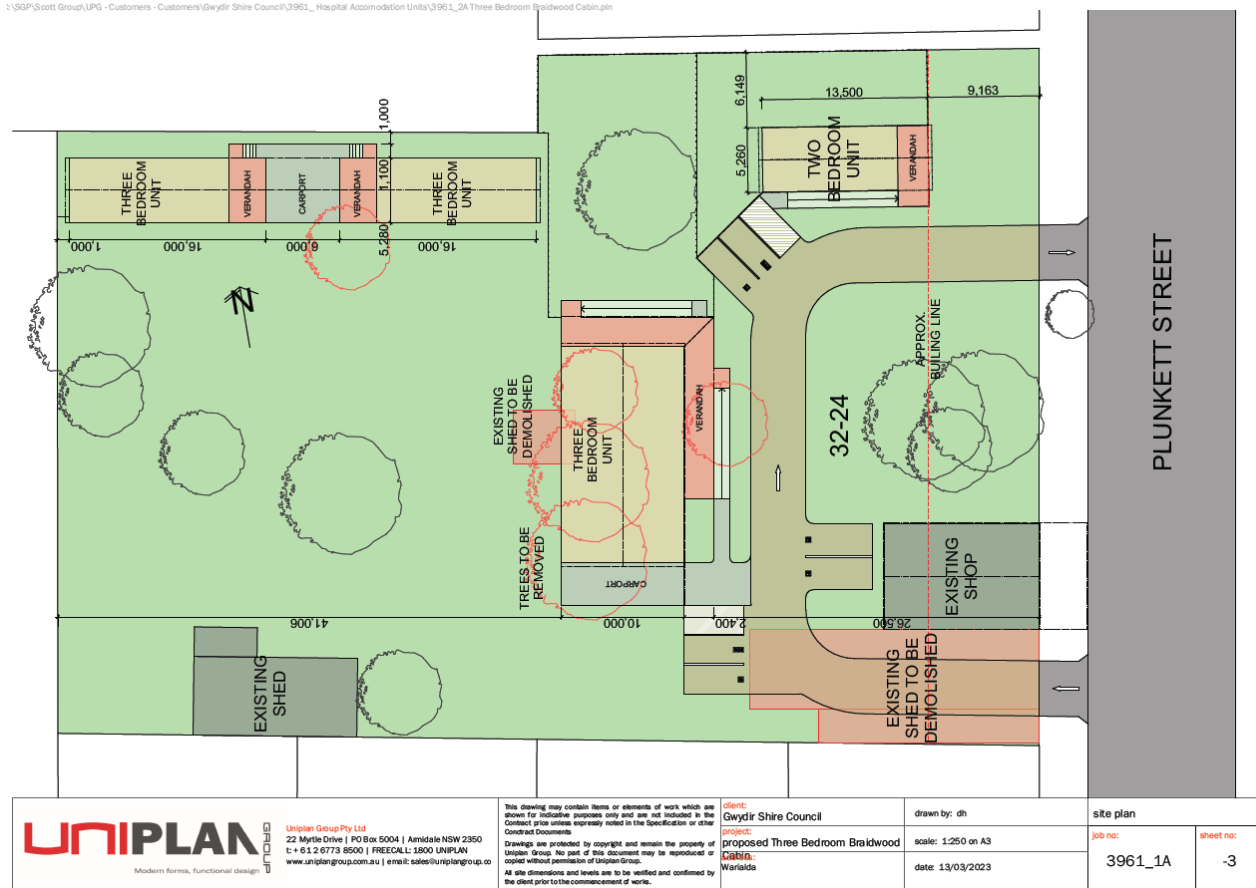 :\SGP\Scott Group\UPG - Customers - Customers\Gwydir Shire Council\3961_ Hospital Accomodation Units\3961_2A Three Bedroom Braidwood Cabin.pln
1,000
6,149
13,500
9,163
THREE
BEDROOM
UNIT
VERANDAH
CARPORT
VERANDAH
1,100
THREE
BEDROOM
UNIT
5,260
TWO
BEDROOM
UNIT
VERANDAH
1,000
16,000
6,000
5,280
16,000
N
PLUNKETT STREET
APPROX.
BUILING LINE
EXISTING
SHED TO BE
DEMOLISHED
THREE
BEDROOM
UNIT
VERANDAH
32-24
TREES TO BE
REMOVED
CARPORT
EXISTING
SHOP
41,006
10,000
2,400
26,500
EXISTING
SHED
EXISTING
SHED TO BE
DEMOLISHED
UNIPLAN
GROUP
Modern forms, functional design
Uniplan Group Pty Ltd
22 Myrtle Drive | PO Box 5004 | Armidale NSW 2350
t: + 61 2 6773 8500 | FREECALL: 1800 UNIPLAN
www.uniplangroup.com.au | email: sales@uniplangroup.co
This drawing may contain items or elements of work which are
shown for indicative purposes only and are not included in the
Contract price unless expressly noted in the Specification or other
Conctract Documents
Drawings are protected by copyright and remain the property of
Uniplan Group. No part of this document may be reproduced or
copied without permission of Uniplan Group.
All site dimensions and levels are to be verified and confirmed by
the client prior to the commencement of works.
client:
Gwydir Shire Council
project:
proposed Three Bedroom Braidwood
Cabin
Warialda
drawn by: dh
scale: 1:250 on A3
date: 13/03/2023
site plan
job no:
3961_1A
sheet no:
-3